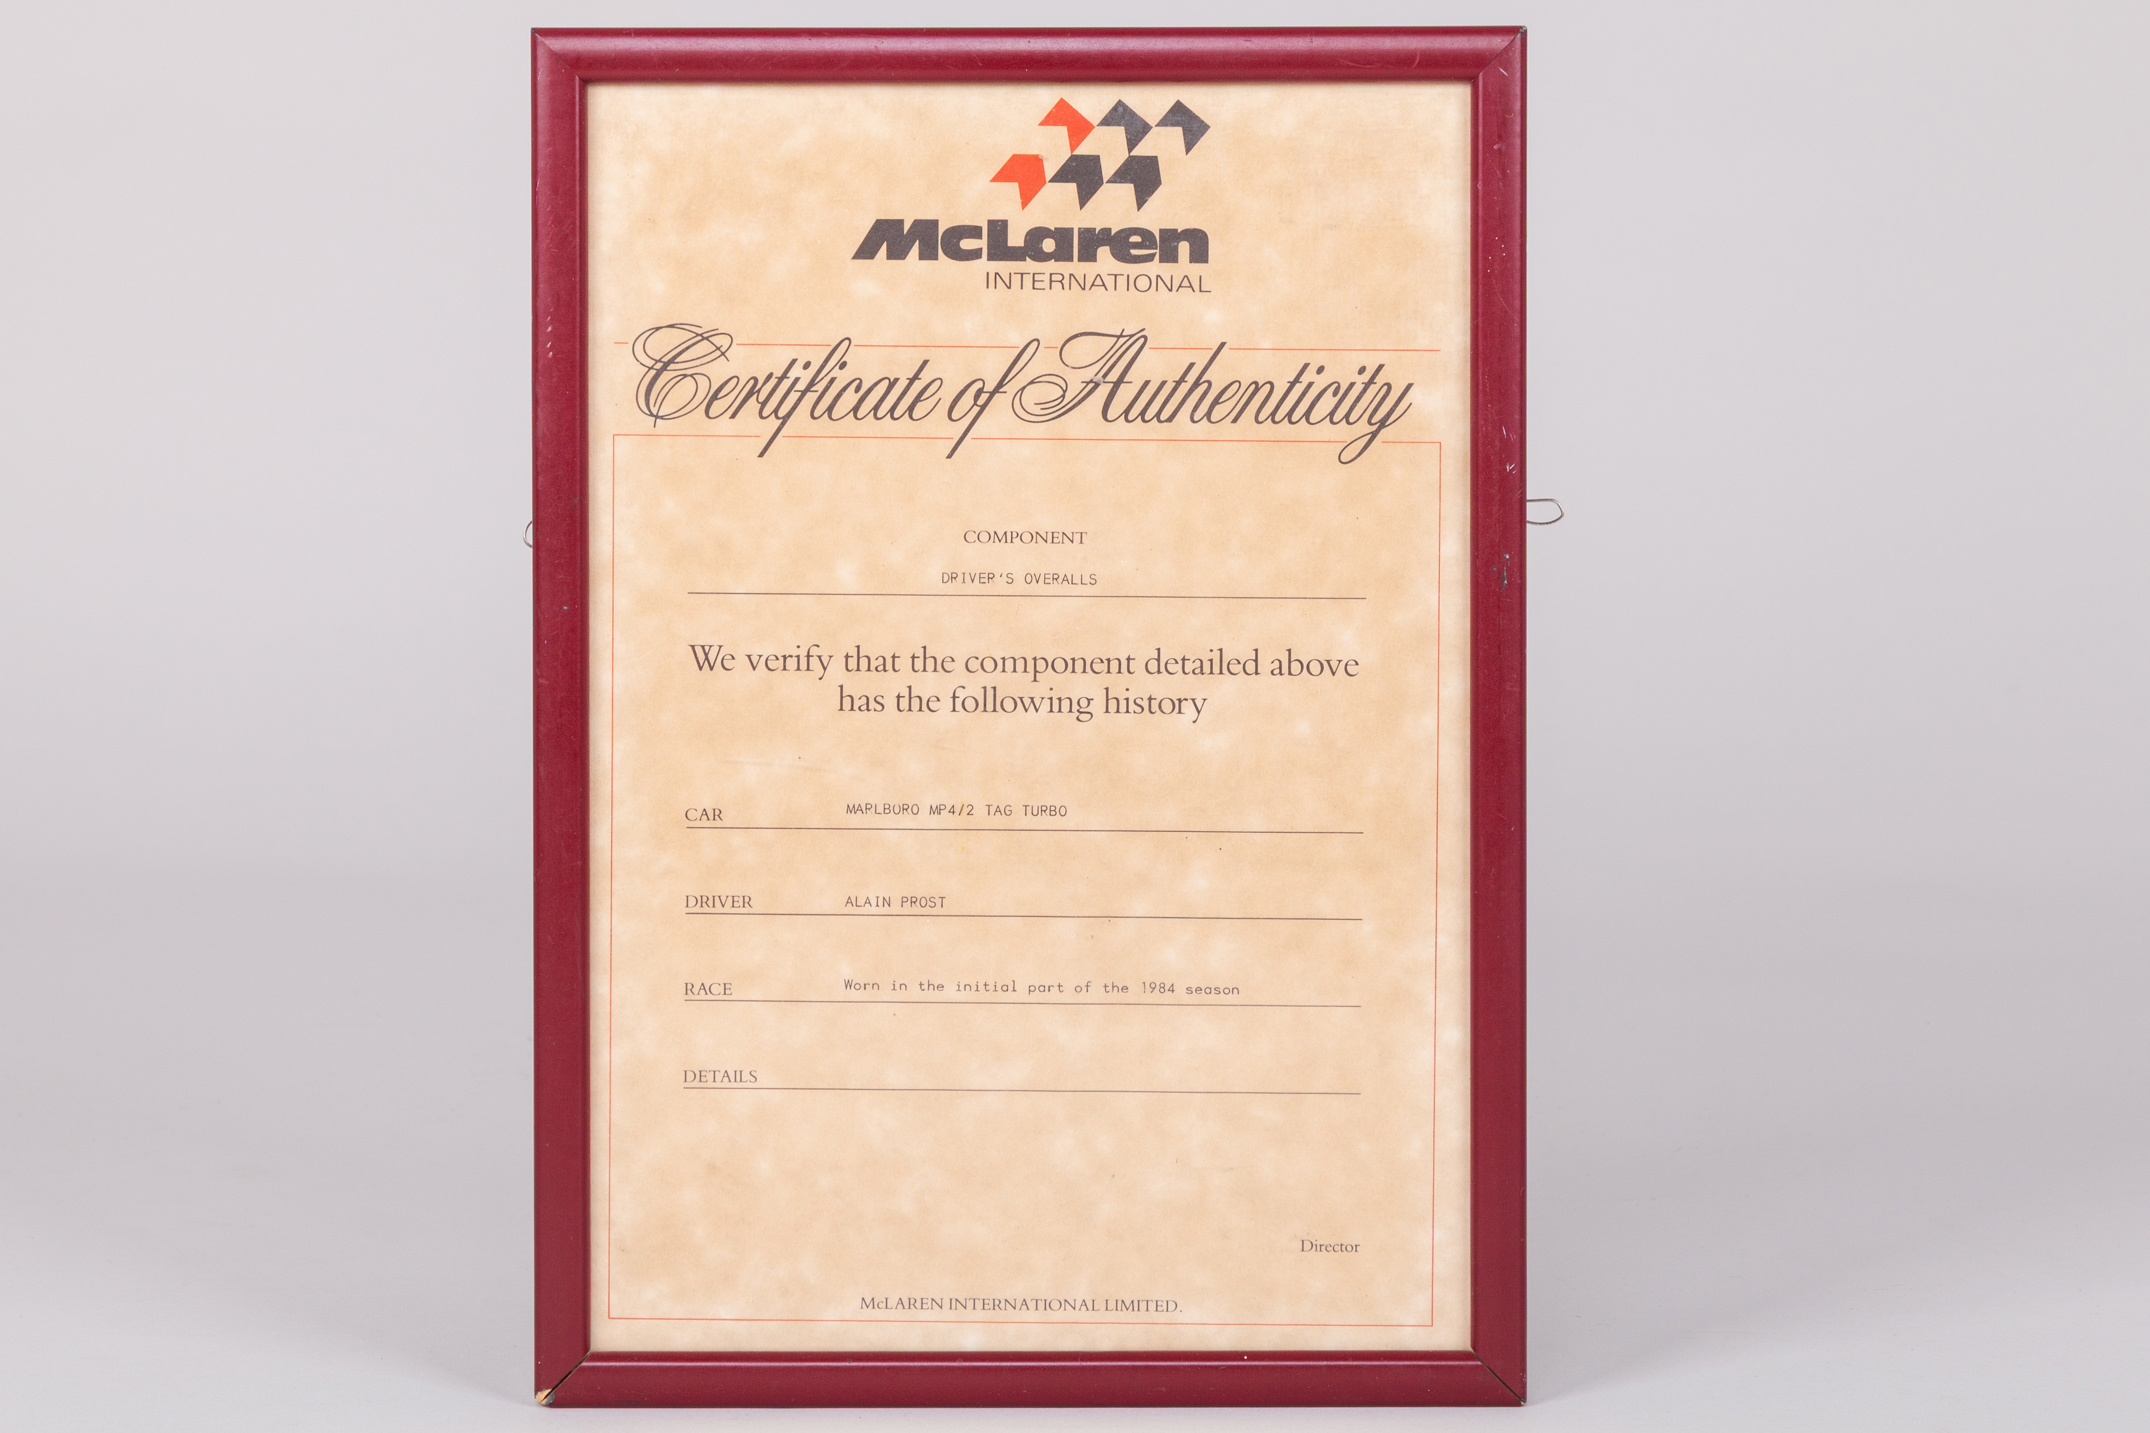 McLaren
INTERNATIONAL
Certificate of Authenticity
COMPONENT
DRIVER'S OVERALLS
We verify that the component detailed above
has the following history
CAR MARLBORO MP4/2 TAG TURBO
DRIVER ALAIN PROST
RACE Worn in the initial part of the 1984 season
DETAILS
Director
McLAREN INTERNATIONAL LIMITED.